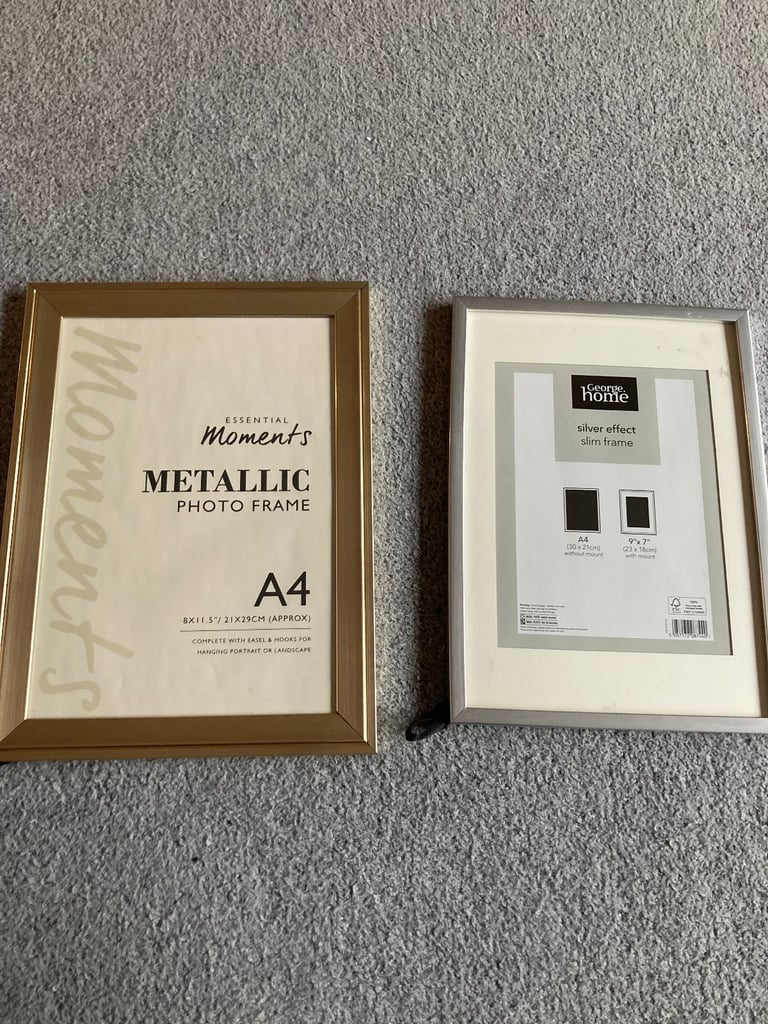 Moments
ESSENTIAL
Moments
METALLIC
PHOTO FRAME
A4
8X11.5"/ 21X29CM (APPROX)
COMPLETE WITH EASEL & HOOKS FOR
HANGING PORTRAIT OR LANDSCAPE
George.
home
silver effect
slim frame
A4
(30 x 21cm)
without mount
9"x 7"
(23 x 18cm)
with mount
FSC